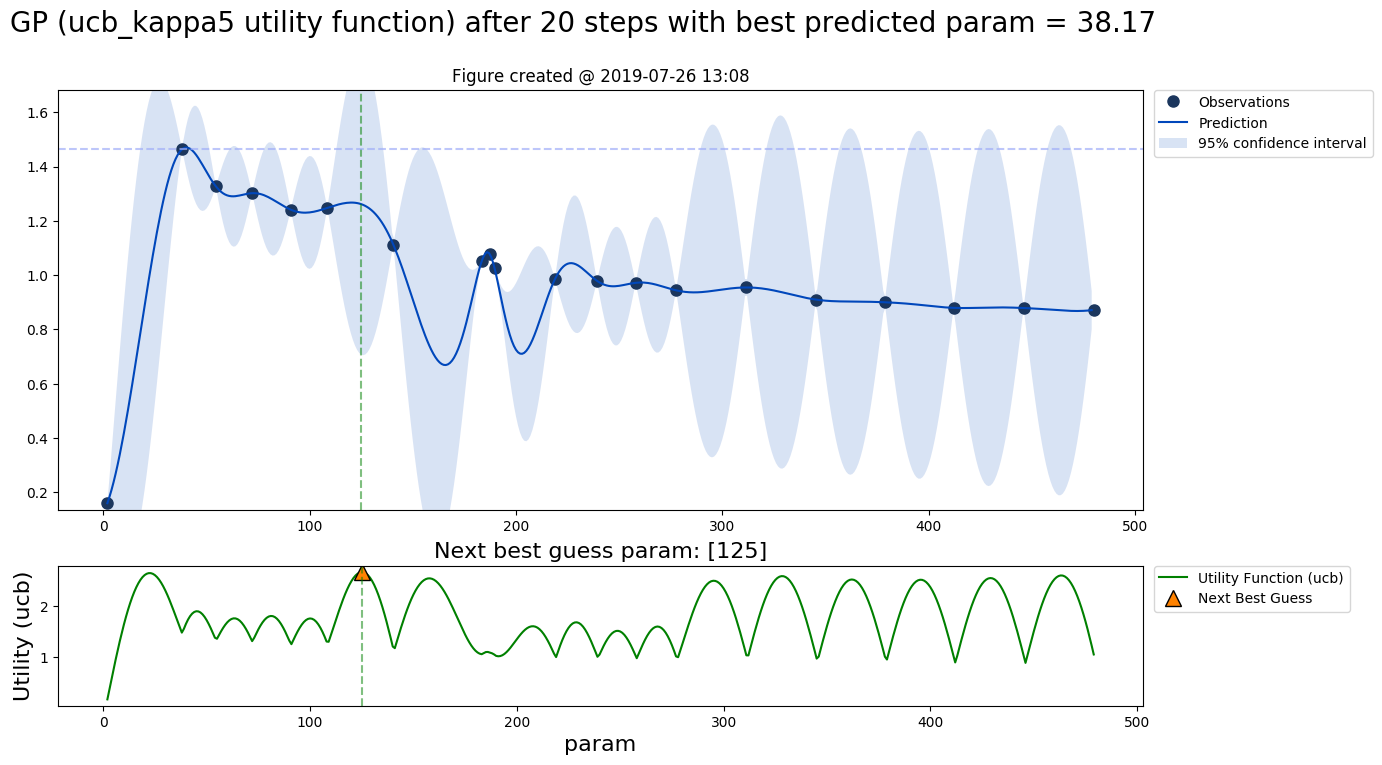 GP (ucb_kappa5 utility function) after 20 steps with best predicted param = 38.17
Figure created @ 2019-07-26 13:08
1.6
1.4
1.2
1.0
0.8
0.6
0.4
0.2
0 100 200 300 400 500
Observations
Prediction
95% confidence interval
Next best guess param: [125]
Utility (ucb)
2
1
0 100 200 300 400 500
param
Utility Function (ucb)
Next Best Guess